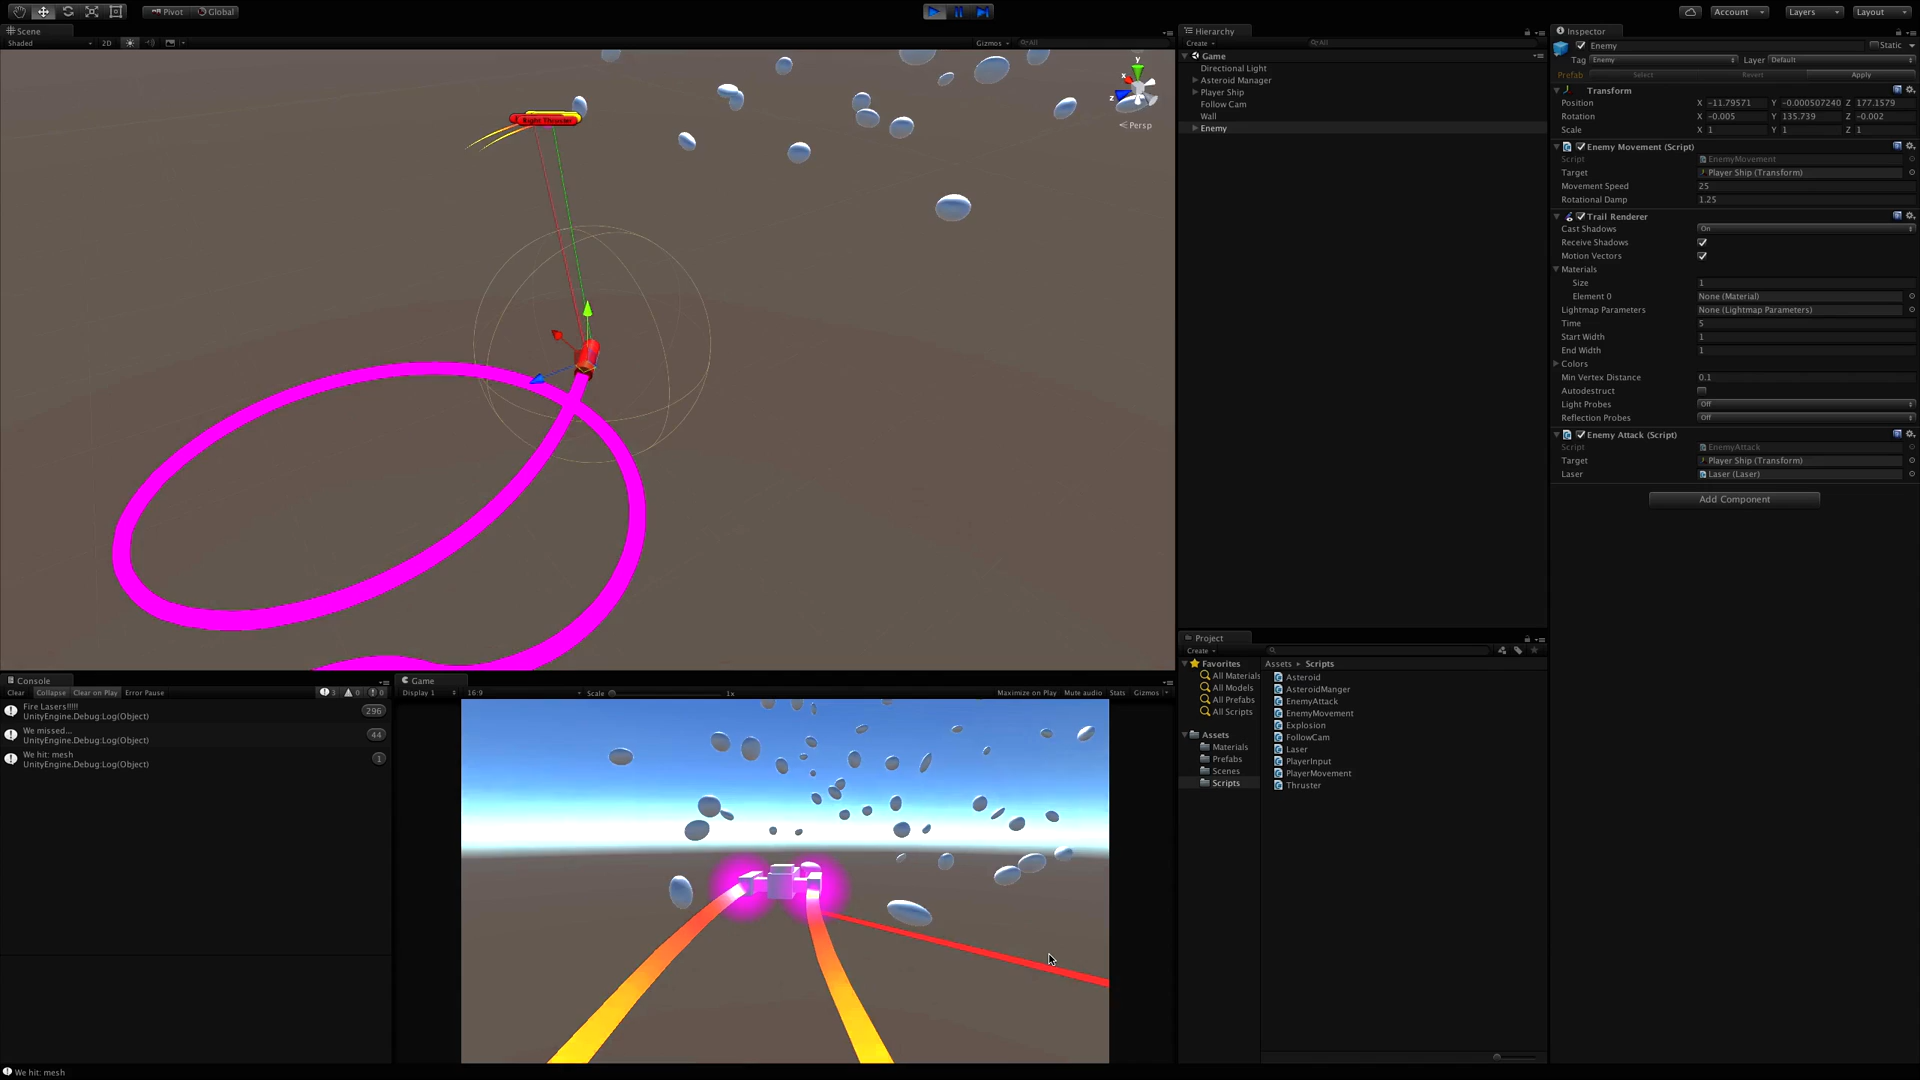 Pivot Global
Account Layers Layout
Scene
Shaded 2D Gizmos All
Right Thruster
y
x
z
Persp
Hierarchy
Create All
Game
Directional Light
Asteroid Manager
Player Ship
Follow Cam
Wall
Enemy
Inspector
Enemy Static
Tag Enemy Layer Default
Prefab Select Revert Apply
Transform
Position X -11.79571 Y -0.000507240 Z 177.1579
Rotation X -0.005 Y 135.739 Z -0.002
Scale X 1 Y 1 Z 1
Enemy Movement (Script)
Script EnemyMovement
Target Player Ship (Transform)
Movement Speed 25
Rotational Damp 1.25
Trail Renderer
Cast Shadows On
Receive Shadows
Motion Vectors
Materials
Size 1
Element 0 None (Material)
Lightmap Parameters None (Lightmap Parameters)
Time 5
Start Width 1
End Width 1
Colors
Min Vertex Distance 0.1
Autodestruct
Light Probes Off
Reflection Probes Off
Enemy Attack (Script)
Script EnemyAttack
Target Player Ship (Transform)
Laser Laser (Laser)
Add Component
Project
Create
Favorites
All Materials
All Models
All Prefabs
All Scripts
Assets
Materials
Prefabs
Scenes
Scripts
Assets Scripts
Asteroid
AsteroidManger
EnemyAttack
EnemyMovement
Explosion
FollowCam
Laser
PlayerInput
PlayerMovement
Thruster
Console
Clear Collapse Clear on Play Error Pause 3 0 0
Fire Lasers!!!!!
UnityEngine.Debug:Log(Object) 296
We missed...
UnityEngine.Debug:Log(Object) 44
We hit: mesh
UnityEngine.Debug:Log(Object) 1
Game
Display 1 16:9 Scale 1x Maximize on Play Mute audio Stats Gizmos
We hit: mesh